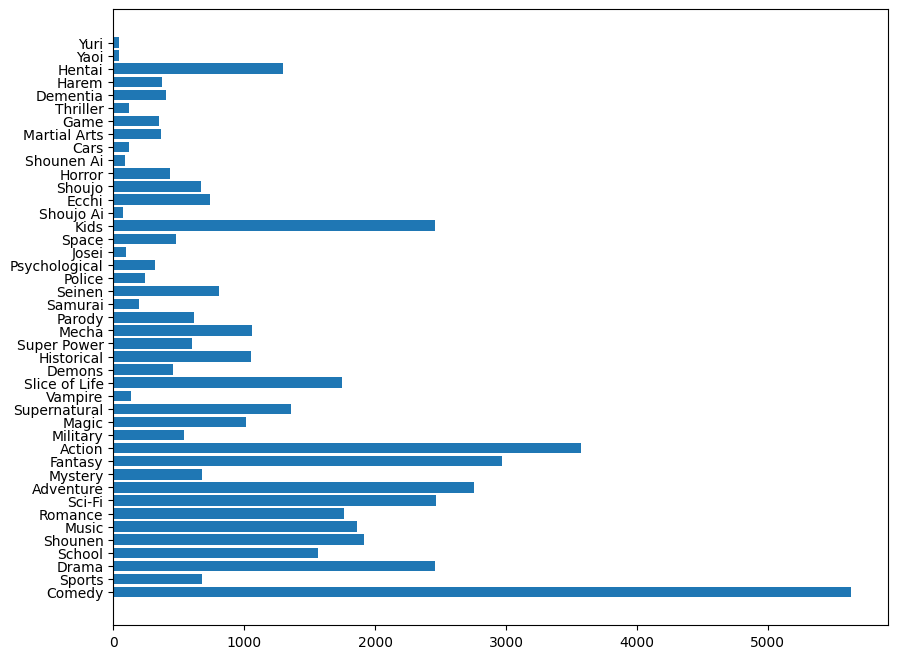 Yuri
Yaoi
Hentai
Harem
Dementia
Thriller
Game
Martial Arts
Cars
Shounen Ai
Horror
Shoujo
Ecchi
Shoujo Ai
Kids
Space
Josei
Psychological
Police
Seinen
Samurai
Parody
Mecha
Super Power
Historical
Demons
Slice of Life
Vampire
Supernatural
Magic
Military
Action
Fantasy
Mystery
Adventure
Sci-Fi
Romance
Music
Shounen
School
Drama
Sports
Comedy
0 1000 2000 3000 4000 5000